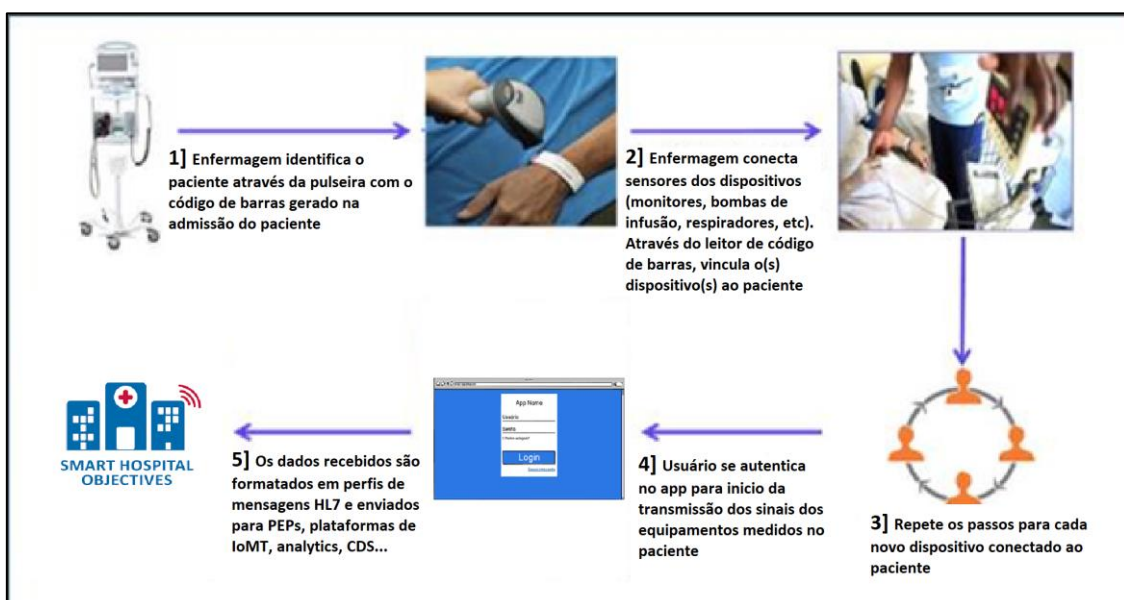 1] Enfermagem identifica o
paciente através da pulseira com o
código de barras gerado na
admissão do paciente
2] Enfermagem conecta
sensores dos dispositivos
(monitores, bombas de
infusão, respiradores, etc).
Através do leitor de código
de barras, vincula o(s)
dispositivo(s) ao paciente
3] Repete os passos para cada
novo dispositivo conectado ao
paciente
4] Usuário se autentica
no app para inicio da
transmissão dos sinais dos
equipamentos medidos no
paciente
App Name
Login
5] Os dados recebidos são
formatados em perfis de
mensagens HL7 e enviados
para PEPs, plataformas de
IoMT, analytics, CDS...
SMART HOSPITAL
OBJECTIVES